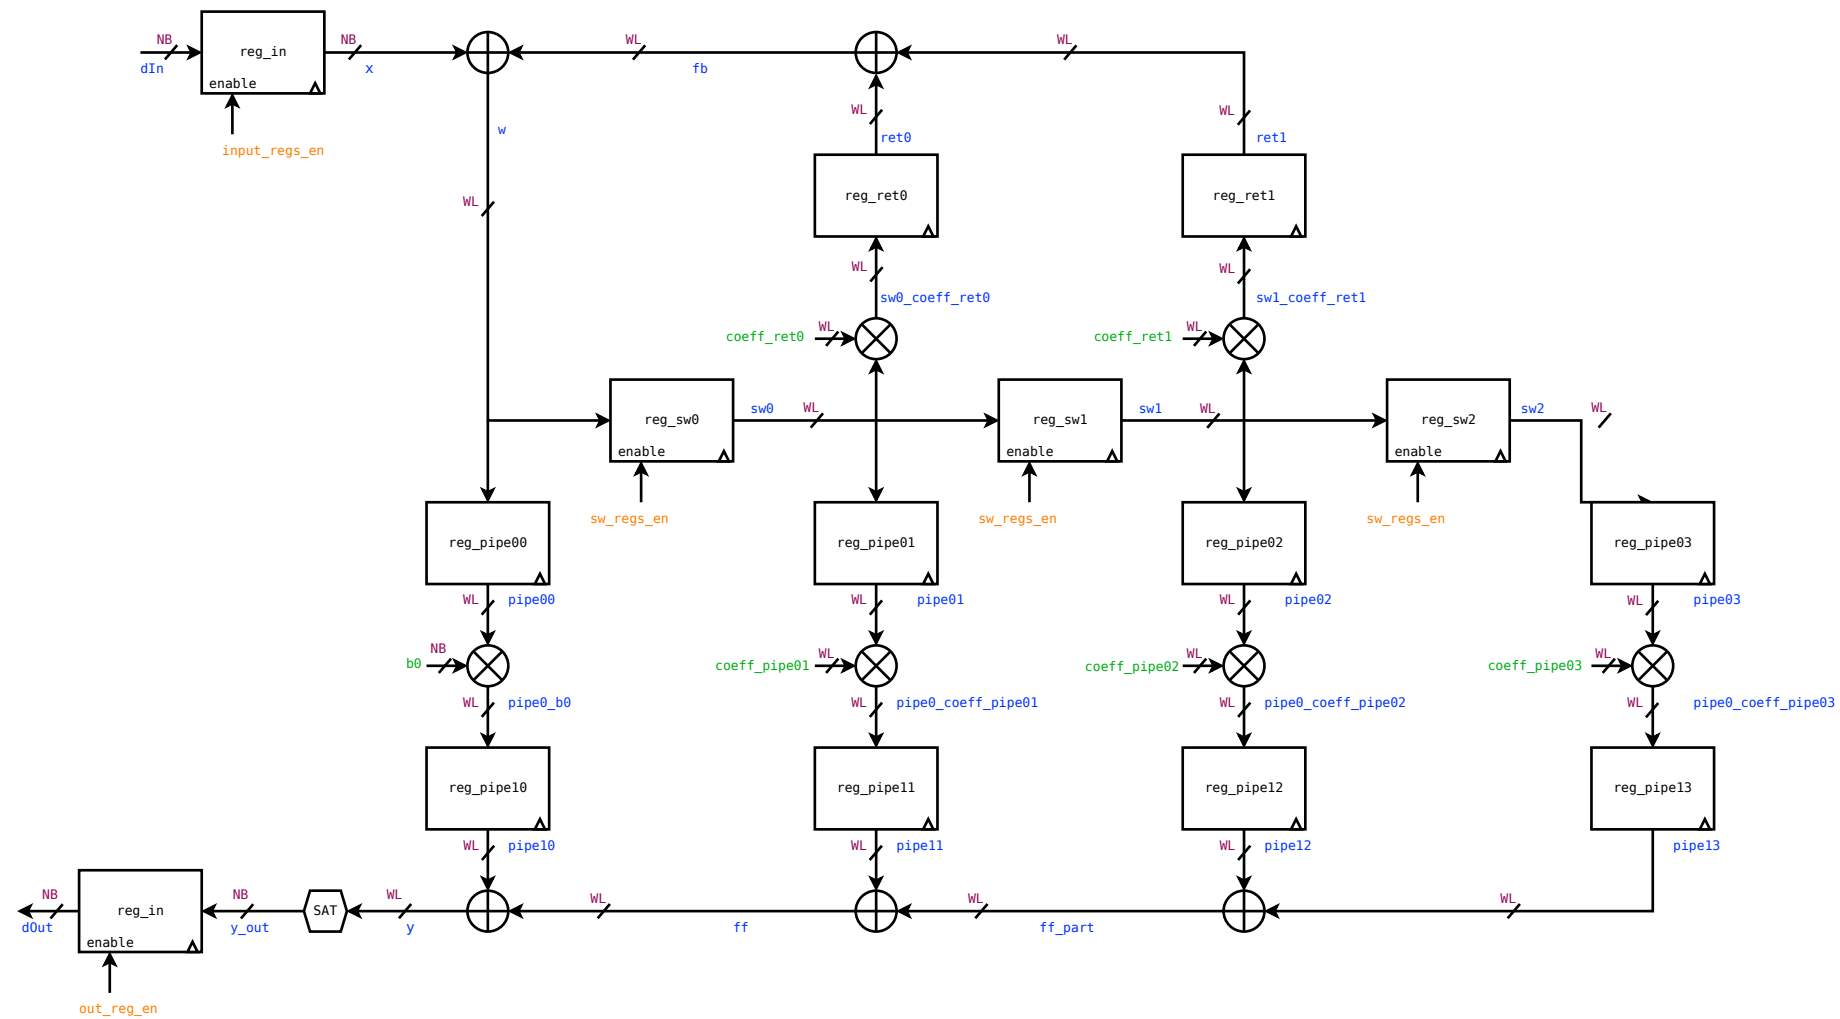 NB
NB
WL
WL
reg_in
dIn
x
fb
enable
input_regs_en
w
WL
WL
ret0
ret1
WL
reg_ret0
reg_ret1
WL
WL
sw0_coeff_ret0
sw1_coeff_ret1
coeff_ret0
WL
coeff_ret1
WL
sw0
WL
sw1
WL
sw2
WL
reg_sw0
reg_sw1
reg_sw2
enable
enable
enable
sw_regs_en
sw_regs_en
sw_regs_en
reg_pipe00
reg_pipe01
reg_pipe02
reg_pipe03
WL
pipe00
WL
pipe01
WL
pipe02
WL
pipe03
b0
NB
coeff_pipe01
WL
coeff_pipe02
WL
coeff_pipe03
WL
WL
pipe0_b0
WL
pipe0_coeff_pipe01
WL
pipe0_coeff_pipe02
WL
pipe0_coeff_pipe03
reg_pipe10
reg_pipe11
reg_pipe12
reg_pipe13
WL
pipe10
WL
pipe11
WL
pipe12
pipe13
NB
NB
WL
WL
WL
WL
reg_in
SAT
dOut
y_out
y
ff
ff_part
enable
out_reg_en